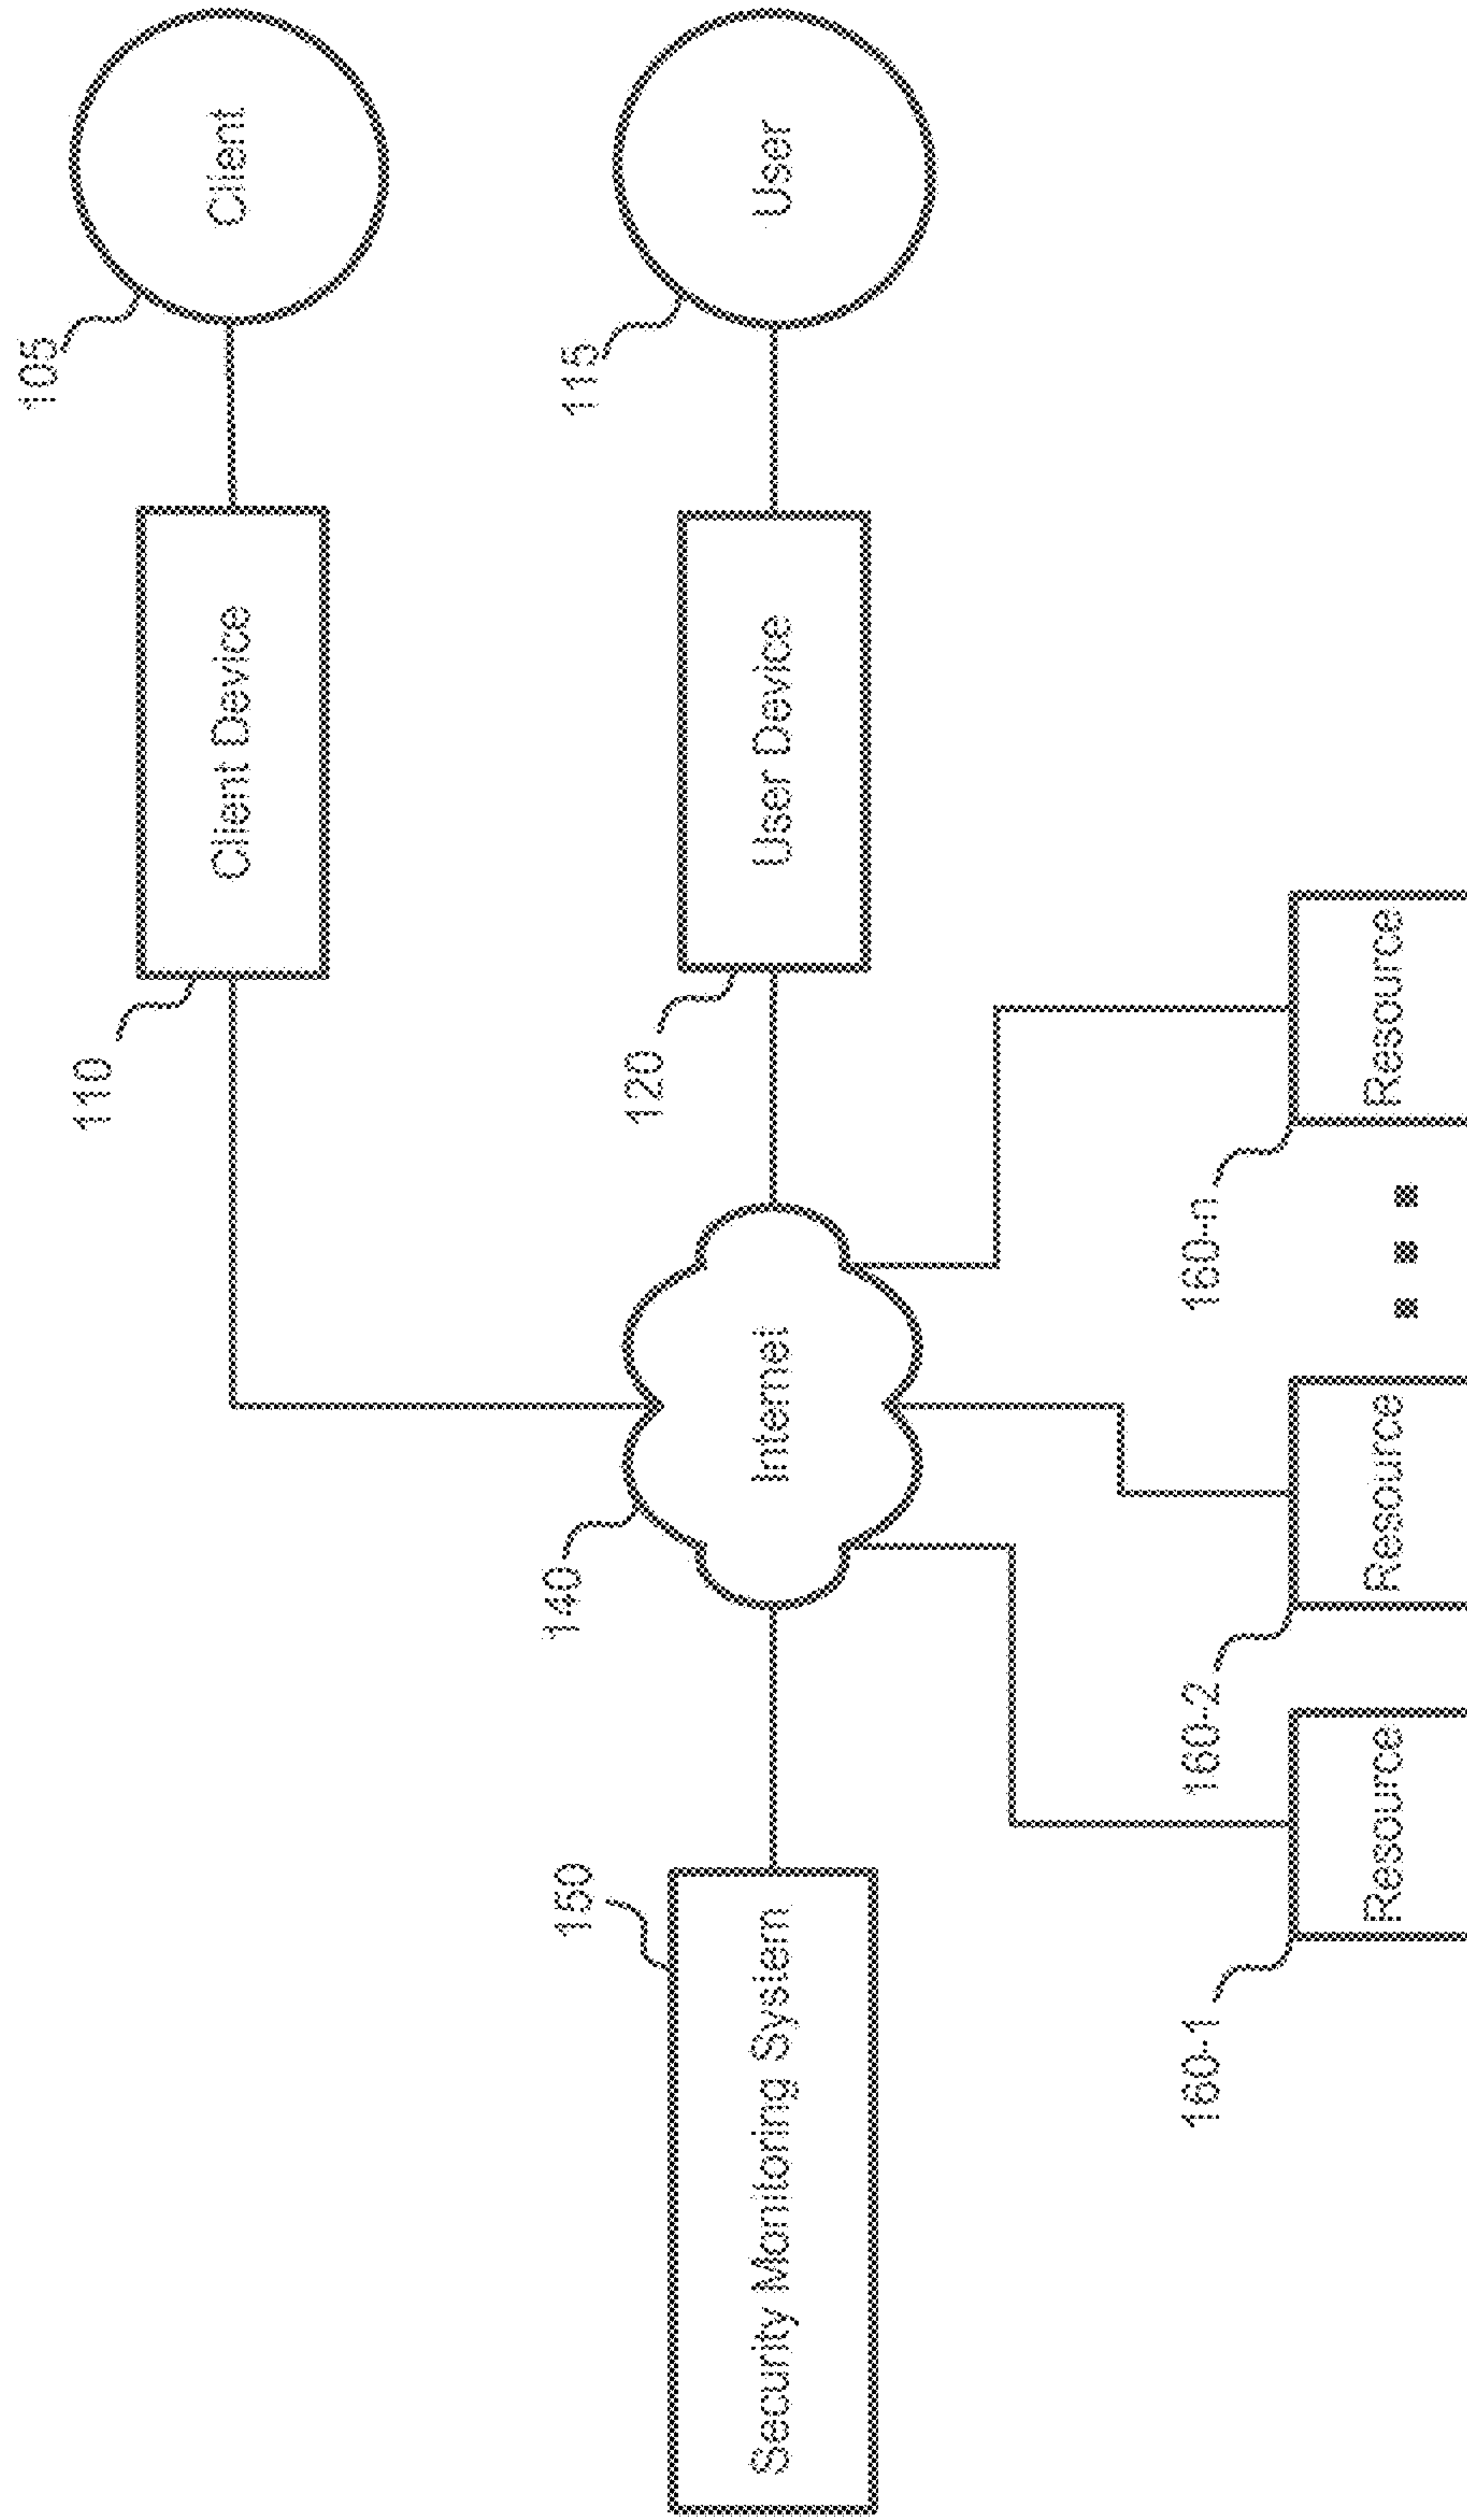 105
Client
Client Device
110
115
User
User Device
120
140
Internet
150
Security Monitoring System
160-1
Resource
160-2
Resource
160-n
Resource